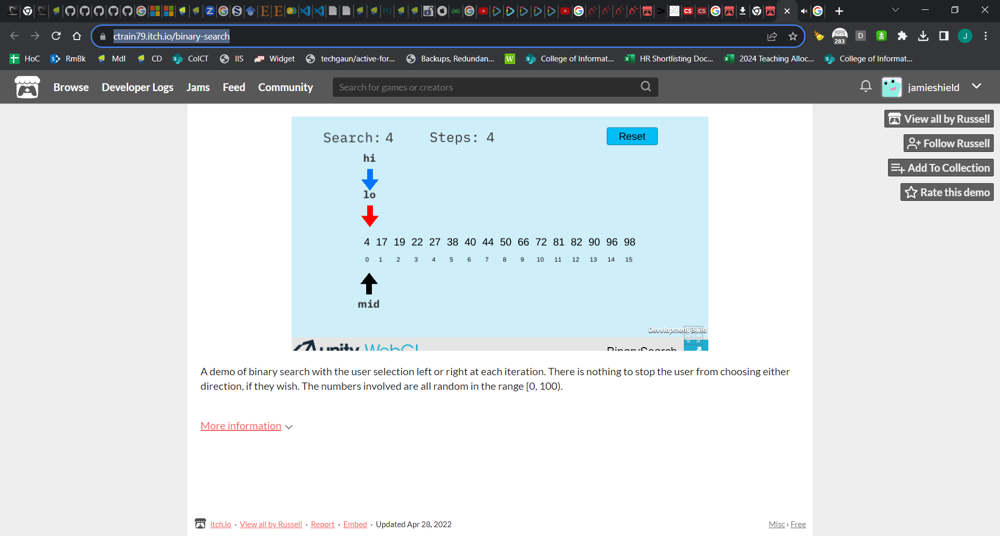 ctrain79.itch.io/binary-search
283
D
J
HoC RmBk MdI CD CoICT IIS Widget techgaun/active-for... Backups, Redundan... W College of Informat... HR Shortlisting Doc... 2024 Teaching Alloc... College of Informat...
Browse Developer Logs Jams Feed Community Search for games or creators jamieshield
View all by Russell
Follow Russell
Add To Collection
Rate this demo
Search: 4 Steps: 4 Reset
hi
lo
4 17 19 22 27 38 40 44 50 66 72 81 82 90 96 98
0 1 2 3 4 5 6 7 8 9 10 11 12 13 14 15
mid
Development Build
unity WebGL BinarySearch
A demo of binary search with the user selection left or right at each iteration. There is nothing to stop the user from choosing either
direction, if they wish. The numbers involved are all random in the range [0, 100).
More information
itch.io · View all by Russell · Report · Embed · Updated Apr 28, 2022 Misc › Free